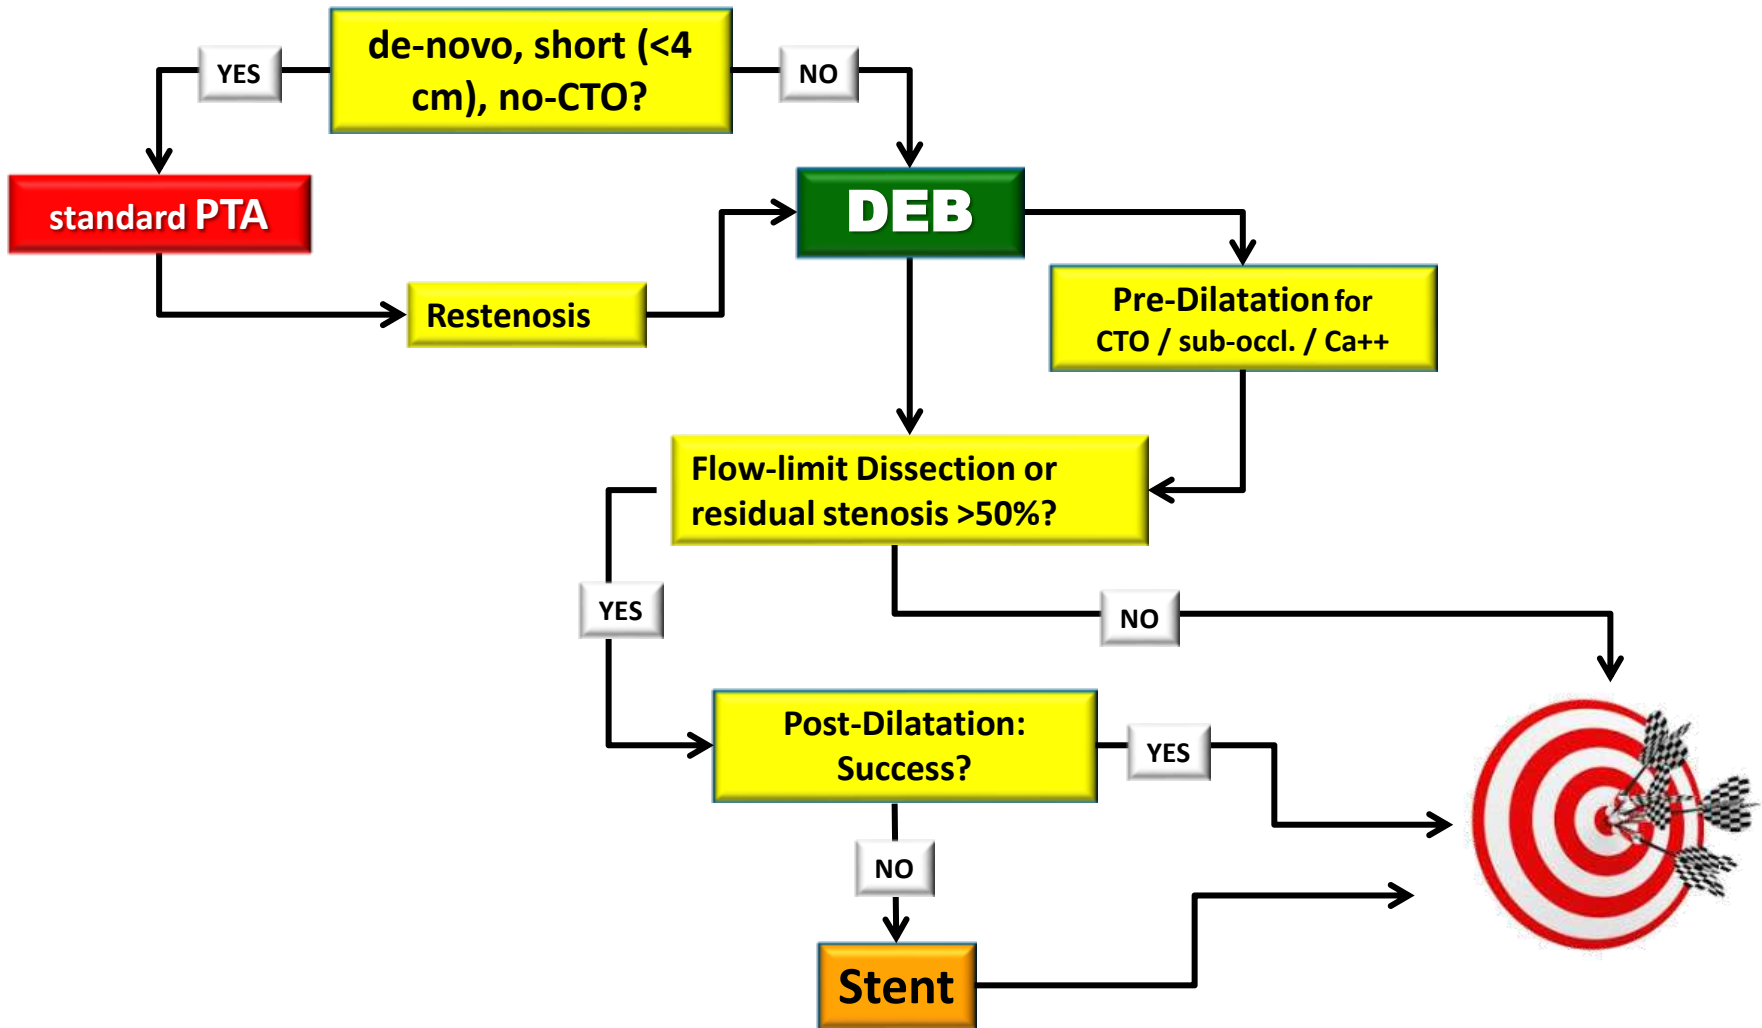 de-novo, short (<4
cm), no-CTO?
YES
NO
standard PTA
DEB
Restenosis
Pre-Dilatation for
CTO / sub-occl. / Ca++
Flow-limit Dissection or
residual stenosis >50%?
YES
NO
Post-Dilatation:
Success?
YES
NO
Stent